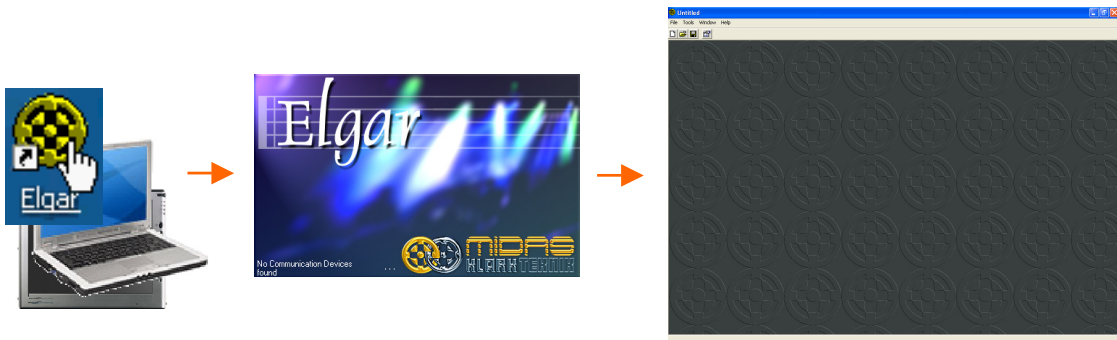 Elgar
Elgar
No Communication Devices ...
found
MIDAS
KLARK TEKNIK
Untitled
File Tools Window Help